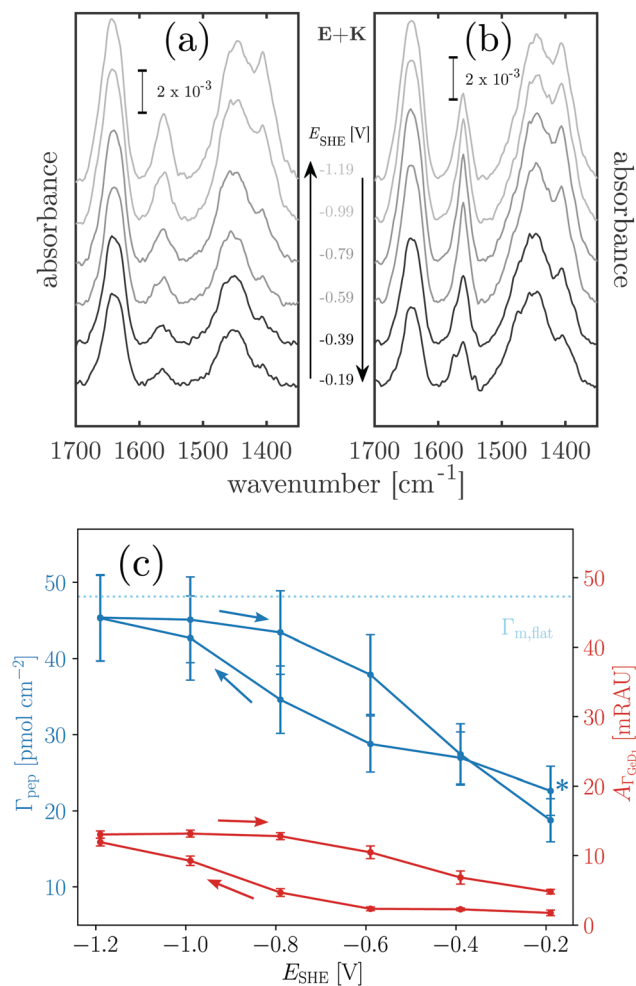 (a)
E+K
(b)
2 x 10⁻³
2 x 10⁻³
E_SHE [V]
absorbance
absorbance
-1.19
-0.99
-0.79
-0.59
-0.39
-0.19
1700 1600 1500 1400
1700 1600 1500 1400
wavenumber [cm⁻¹]
(c)
Γ_pep [pmol cm⁻²]
50
40
30
20
10
Γ_m,flat
*
50
40
30
20
10
0
A_Γ_GeD₁ [mRAU]
−1.2 −1.0 −0.8 −0.6 −0.4 −0.2
E_SHE [V]